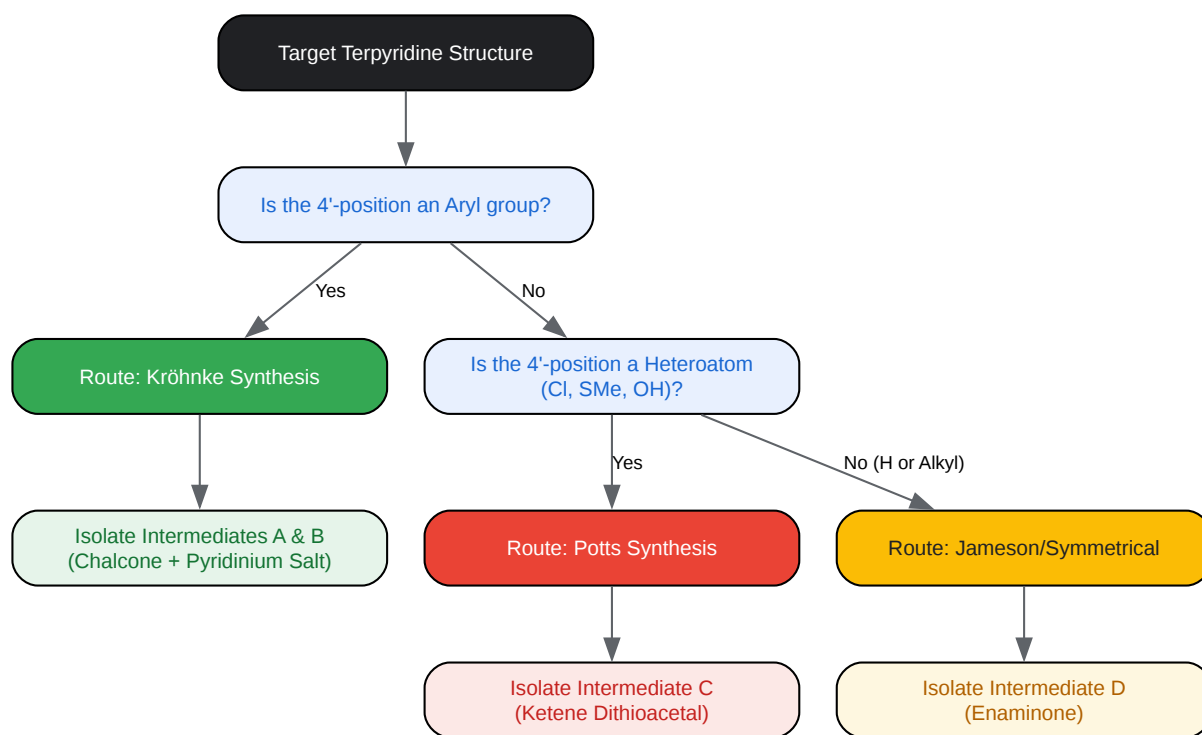 Target Terpyridine Structure
Is the 4'-position an Aryl group?
Yes
No
Route: Kröhnke Synthesis
Is the 4'-position a Heteroatom
(Cl, SMe, OH)?
Yes
No (H or Alkyl)
Isolate Intermediates A & B
(Chalcone + Pyridinium Salt)
Route: Potts Synthesis
Route: Jameson/Symmetrical
Isolate Intermediate C
(Ketene Dithioacetal)
Isolate Intermediate D
(Enaminone)